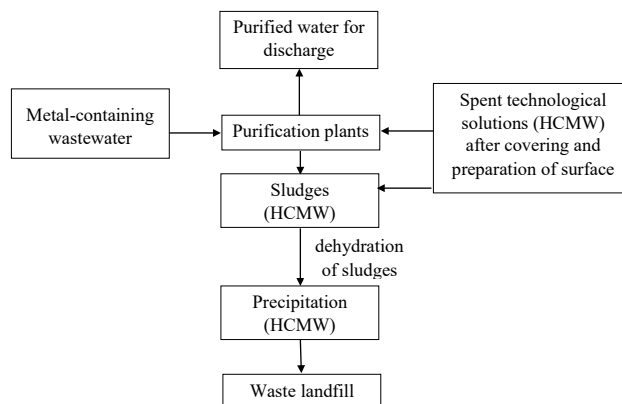 Purified water for
discharge
Metal-containing
wastewater
Purification plants
Spent technological
solutions (HCMW)
after covering and
preparation of surface
Sludges
(HCMW)
dehydration
of sludges
Precipitation
(HCMW)
Waste landfill